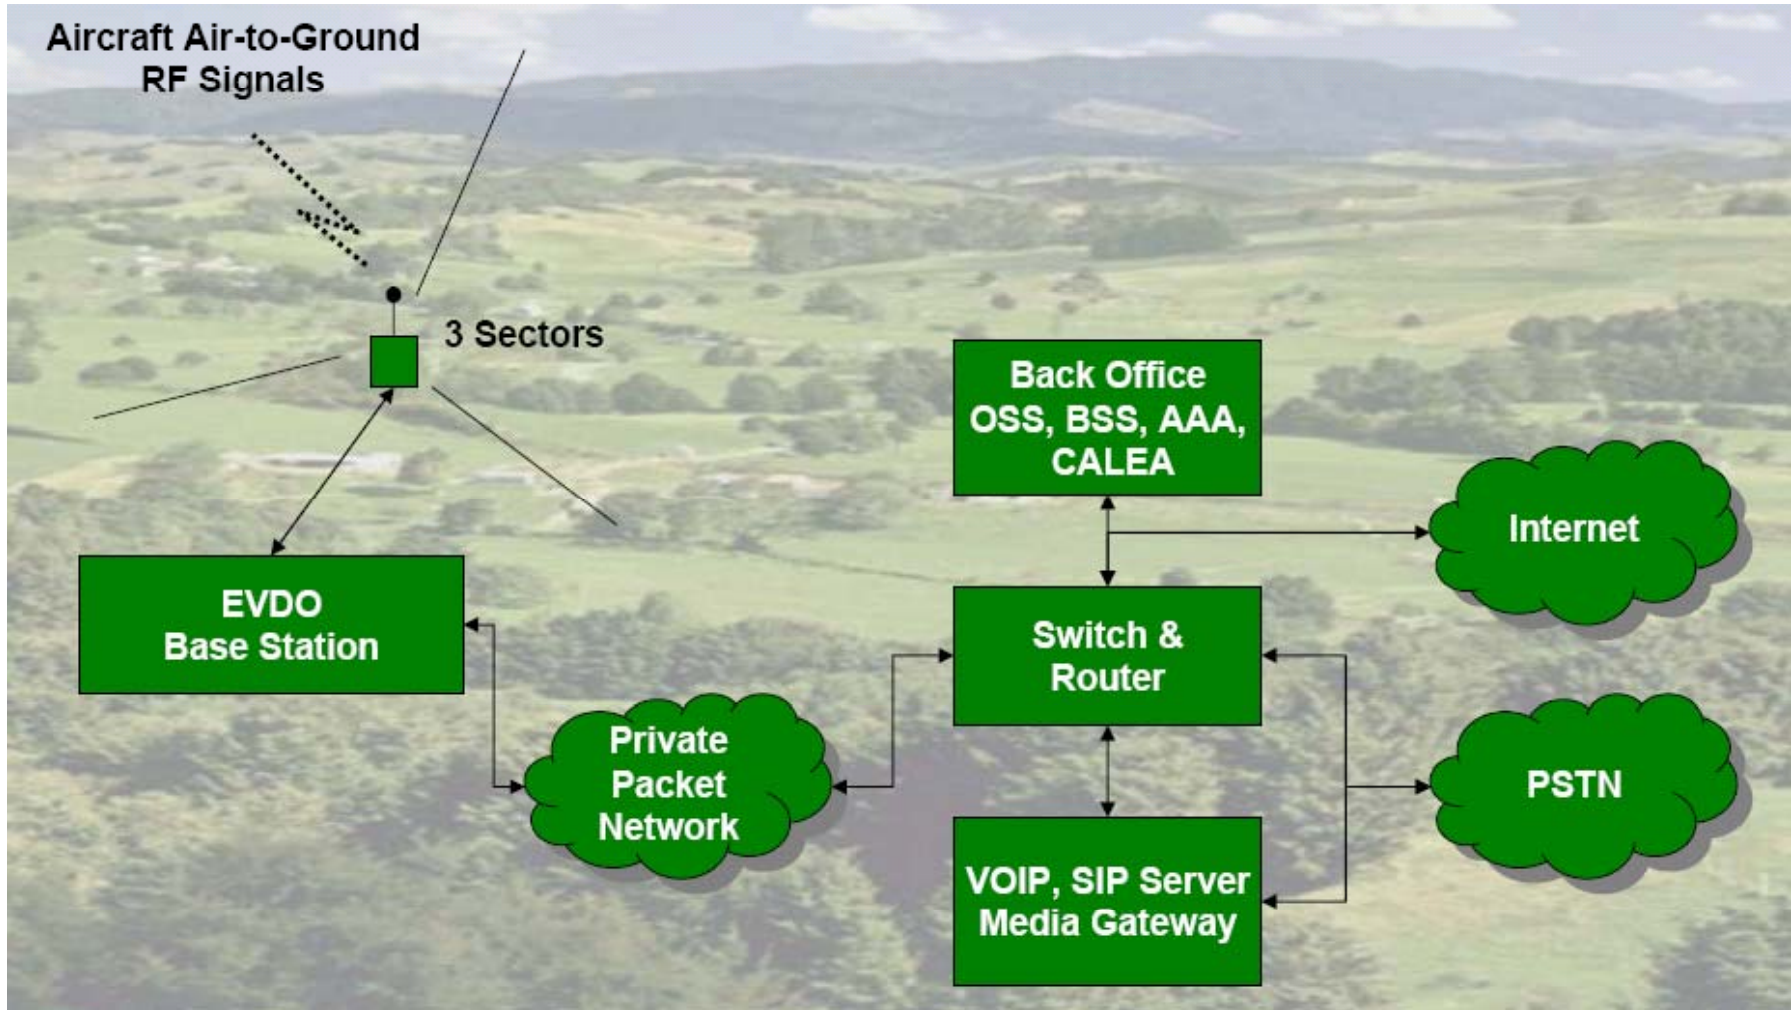 Aircraft Air-to-Ground
RF Signals
3 Sectors
Back Office
OSS, BSS, AAA,
CALEA
Internet
EVDO
Base Station
Switch &
Router
Private
Packet
Network
PSTN
VOIP, SIP Server
Media Gateway